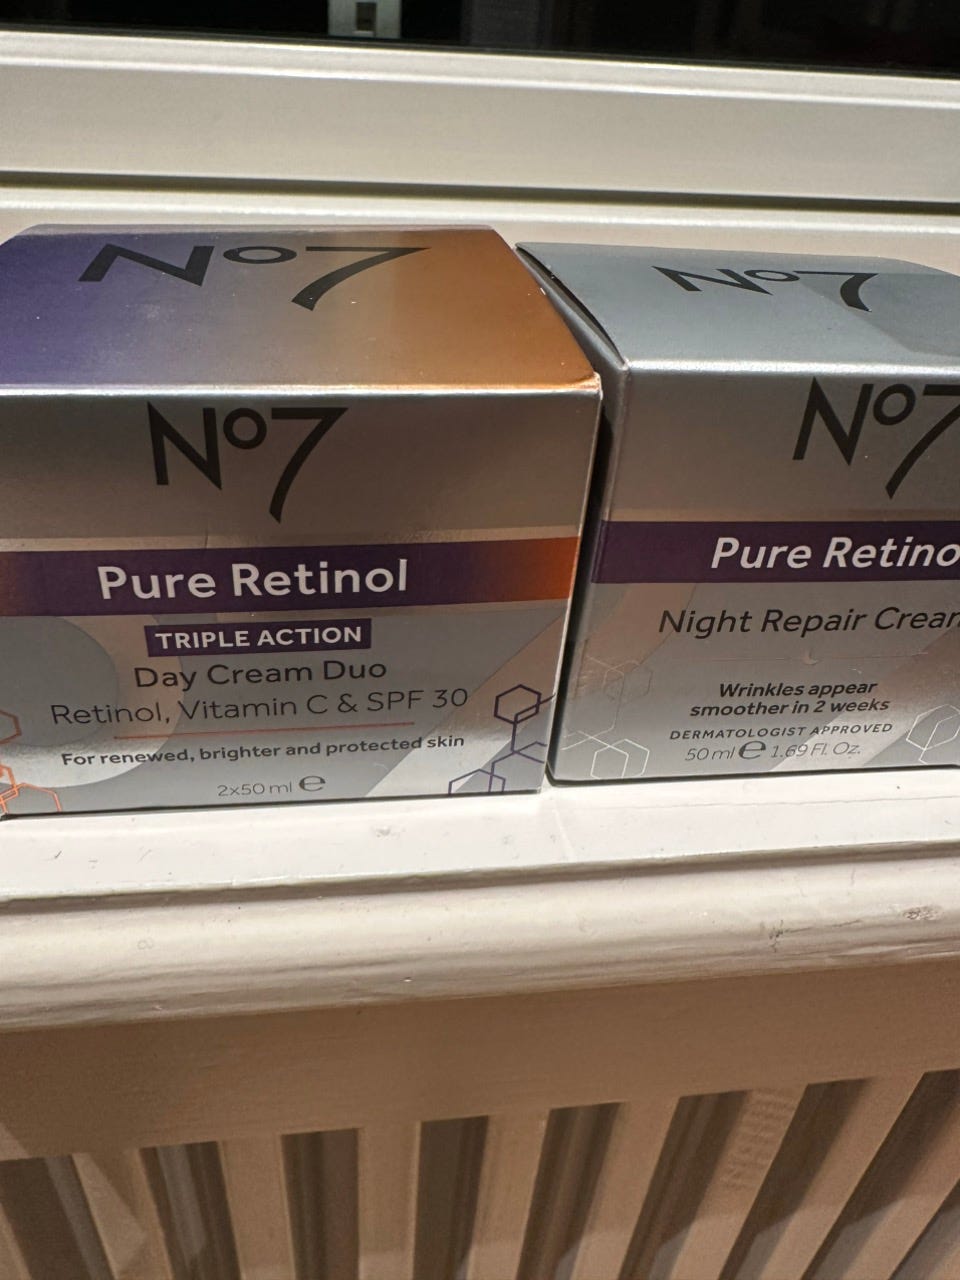 No7
No7
Pure Retinol
TRIPLE ACTION
Day Cream Duo
Retinol, Vitamin C & SPF 30
For renewed, brighter and protected skin
2x50 ml e
No7
No7
Pure Retino
Night Repair Cream
Wrinkles appear
smoother in 2 weeks
DERMATOLOGIST APPROVED
50 ml e 1.69 Fl. Oz.